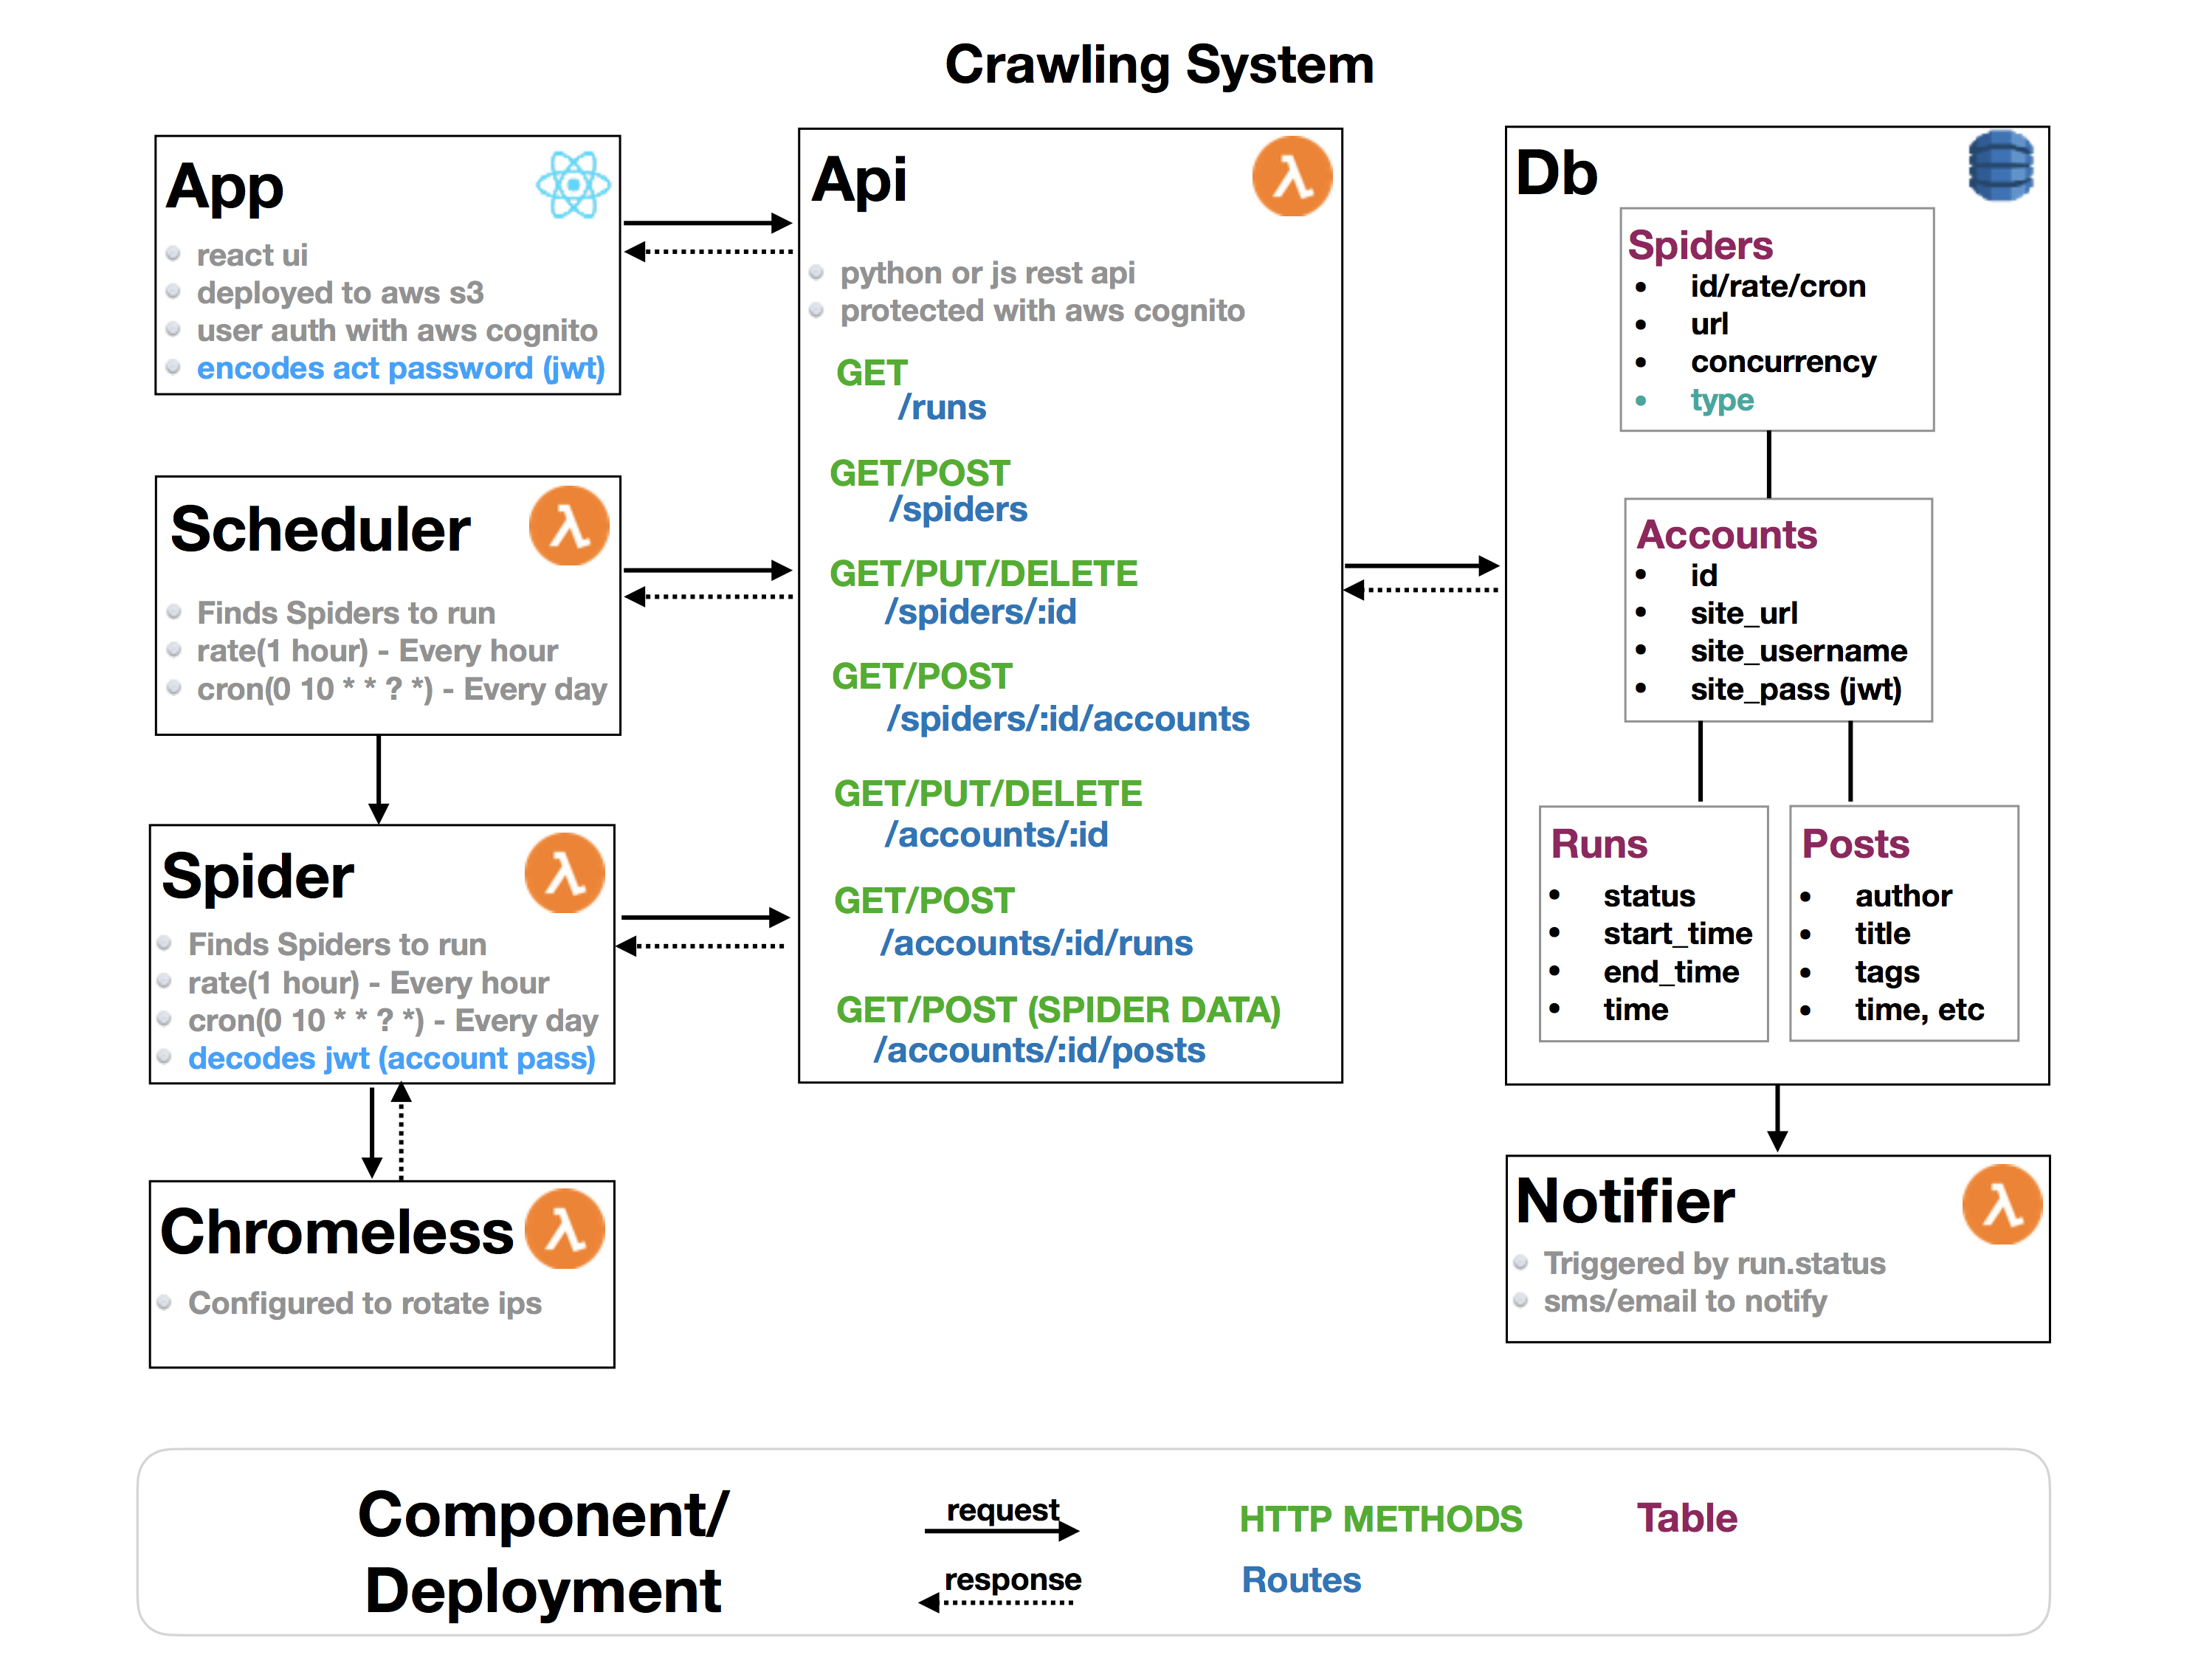 Crawling System
App
react ui
deployed to aws s3
user auth with aws cognito
encodes act password (jwt)
Scheduler
Finds Spiders to run
rate(1 hour) - Every hour
cron(0 10 * * ? *) - Every day
Spider
Finds Spiders to run
rate(1 hour) - Every hour
cron(0 10 * * ? *) - Every day
decodes jwt (account pass)
Chromeless
Configured to rotate ips
Api
python or js rest api
protected with aws cognito
GET
/runs
GET/POST
/spiders
GET/PUT/DELETE
/spiders/:id
GET/POST
/spiders/:id/accounts
GET/PUT/DELETE
/accounts/:id
GET/POST
/accounts/:id/runs
GET/POST (SPIDER DATA)
/accounts/:id/posts
Db
Spiders
id/rate/cron
url
concurrency
type
Accounts
id
site_url
site_username
site_pass (jwt)
Runs
status
start_time
end_time
time
Posts
author
title
tags
time, etc
Notifier
Triggered by run.status
sms/email to notify
Component/
Deployment
request
response
HTTP METHODS
Routes
Table